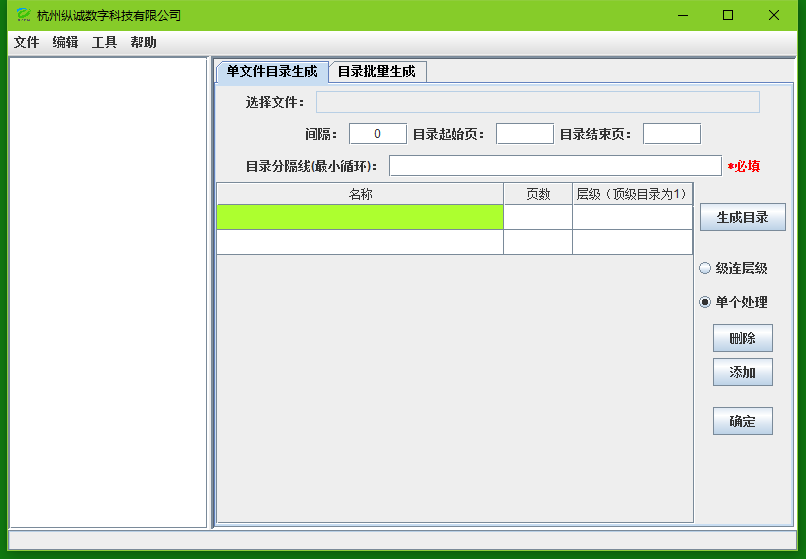 杭州纵诚数字科技有限公司
文件 编辑 工具 帮助
单文件目录生成 目录批量生成
选择文件：
间隔： 0 目录起始页： 目录结束页：
目录分隔线(最小循环)： *必填
名称 页数 层级（顶级目录为1）
生成目录
级连层级
单个处理
删除
添加
确定